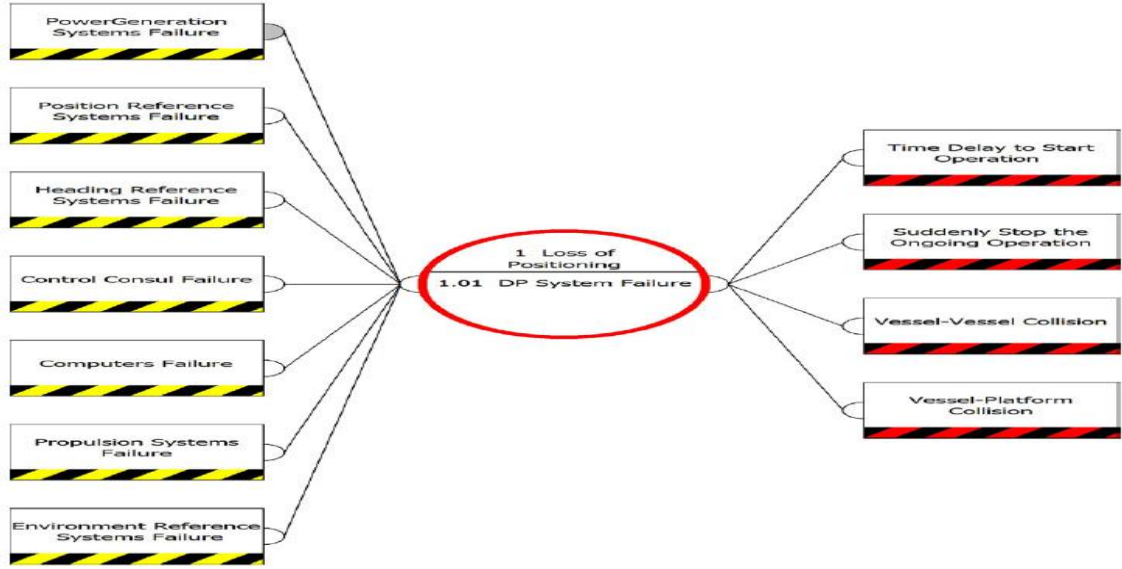 PowerGeneration
Systems Failure
Position Reference
Systems Failure
Heading Reference
Systems Failure
Control Consul Failure
Computers Failure
Propulsion Systems
Failure
Environment Reference
Systems Failure
1 Loss of
Positioning
1.01 DP System Failure
Time Delay to Start
Operation
Suddenly Stop the
Ongoing Operation
Vessel-Vessel Collision
Vessel-Platform
Collision